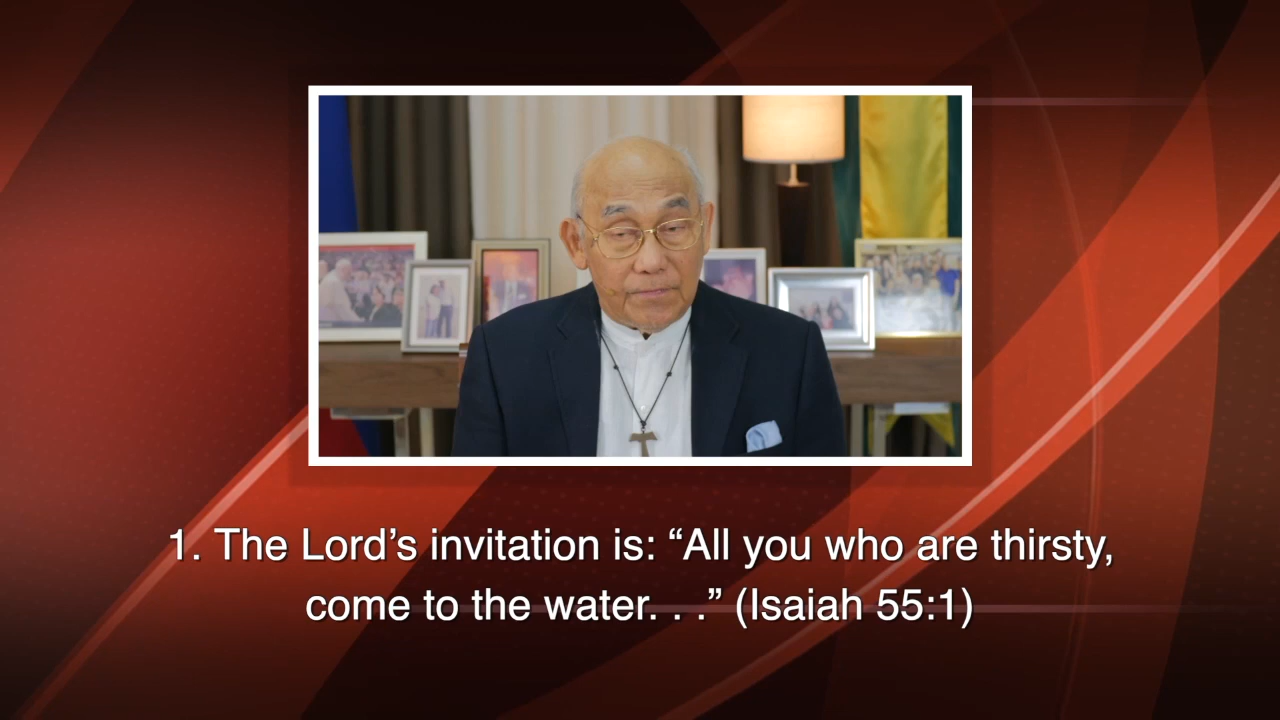 1. The Lord’s invitation is: “All you who are thirsty,
come to the water. . .” (Isaiah 55:1)